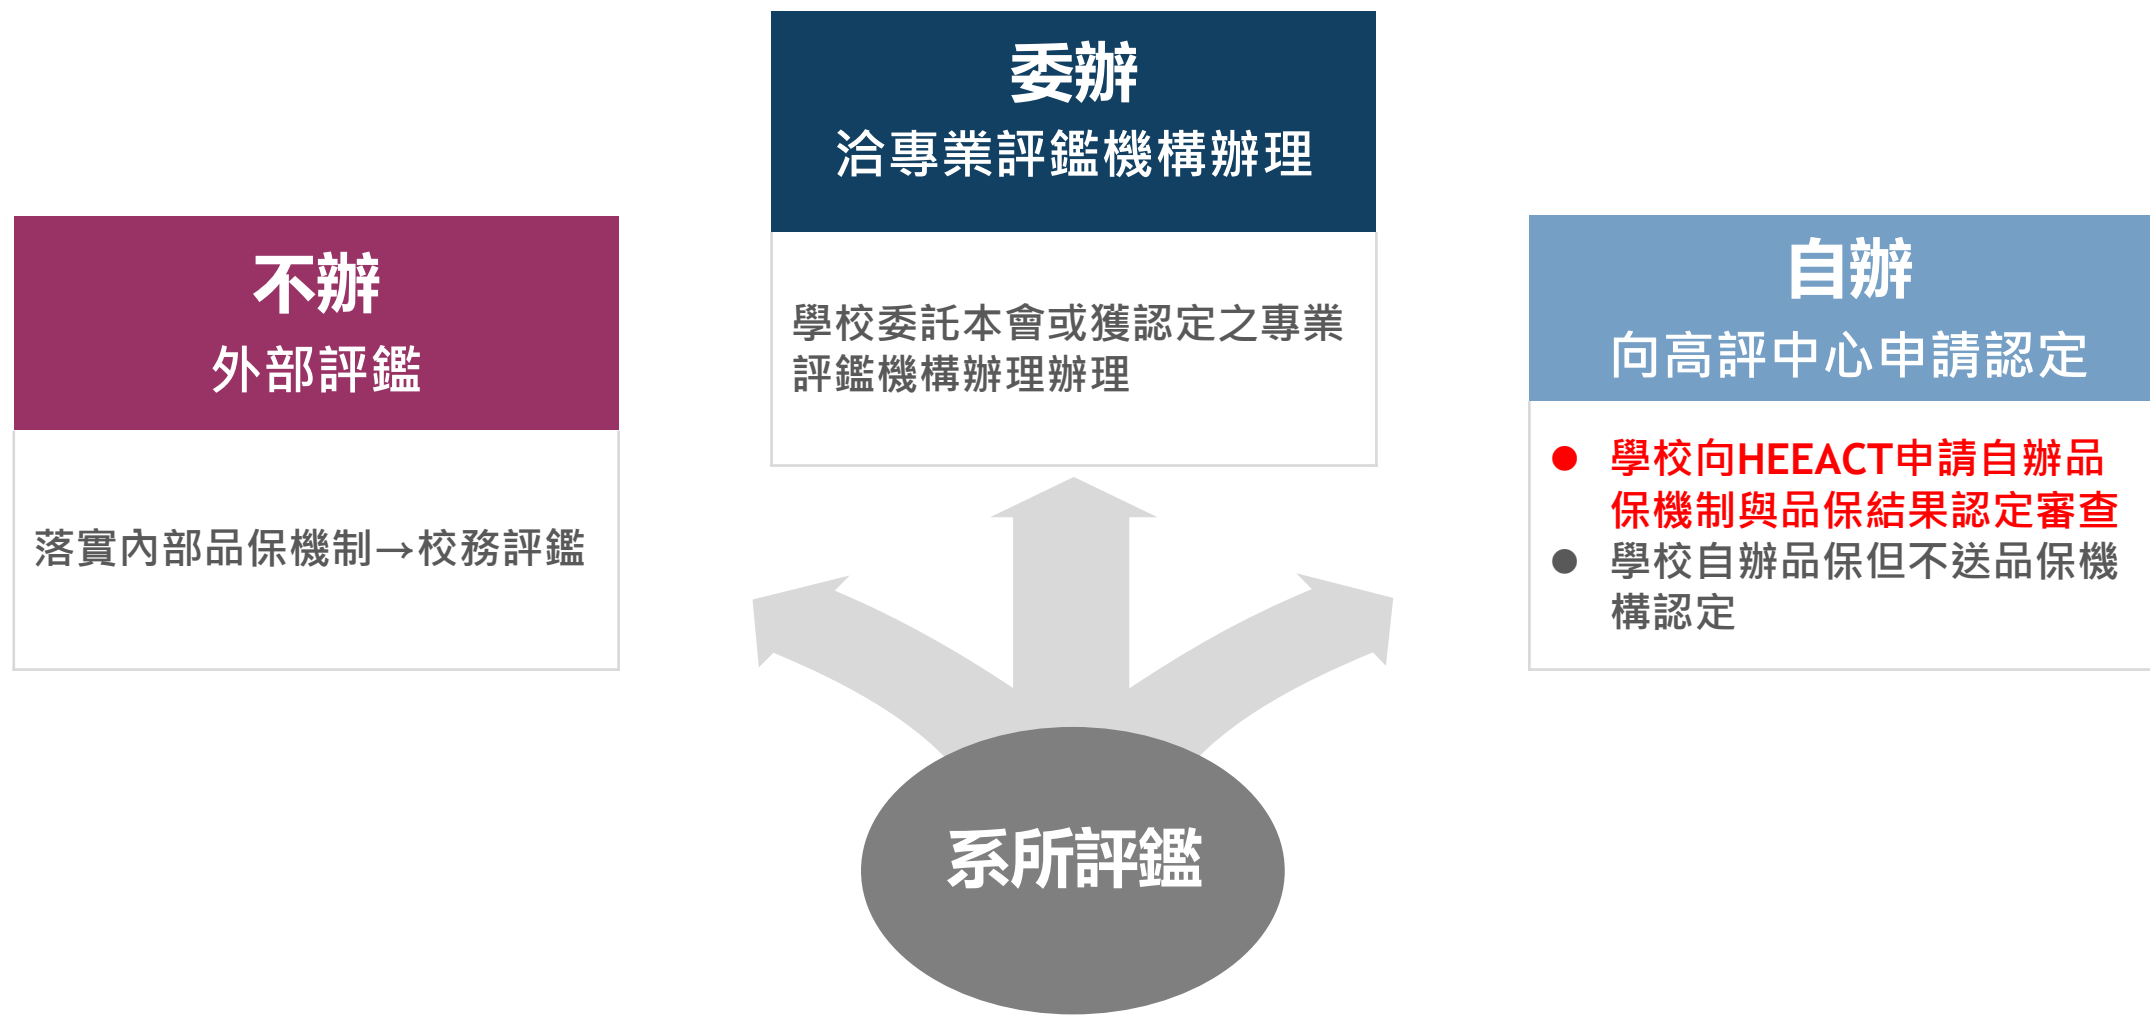 委辦
洽專業評鑑機構辦理
學校委託本會或獲認定之專業
評鑑機構辦理辦理
不辦
外部評鑑
落實內部品保機制→校務評鑑
自辦
向高評中心申請認定
● 學校向HEEACT申請自辦品
保機制與品保結果認定審查
● 學校自辦品保但不送品保機
構認定
系所評鑑